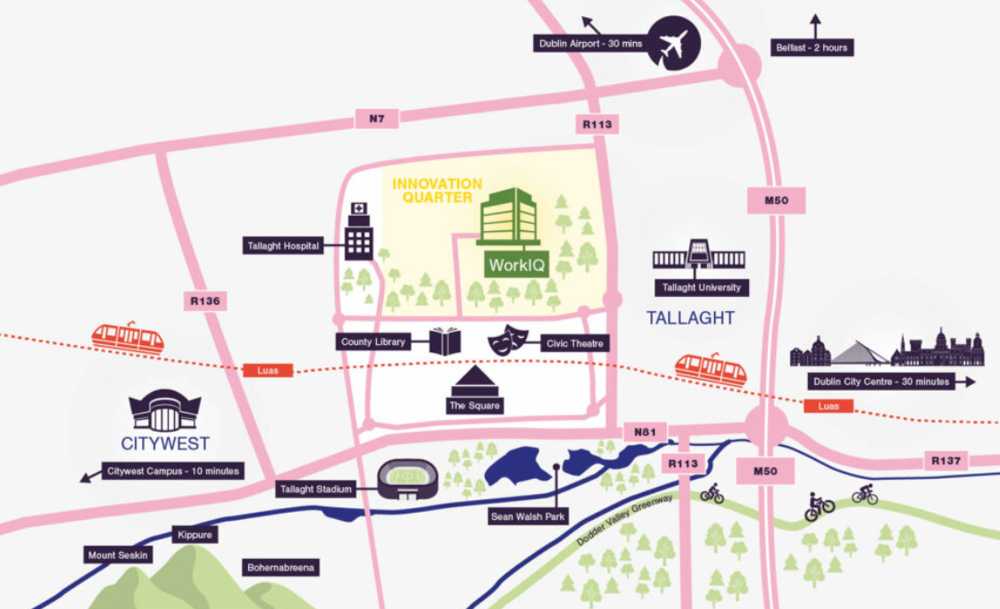 Dublin Airport - 30 mins
Belfast - 2 hours
N7
R113
INNOVATION
QUARTER
M50
Tallaght Hospital
WorkIQ
Tallaght University
R136
TALLAGHT
County Library
Civic Theatre
Luas
Dublin City Centre - 30 minutes
The Square
Luas
N81
CITYWEST
R113
R137
Citywest Campus - 10 minutes
M50
Tallaght Stadium
Sean Walsh Park
Dodder Valley Greenway
Kippure
Mount Seskin
Bohernabreena